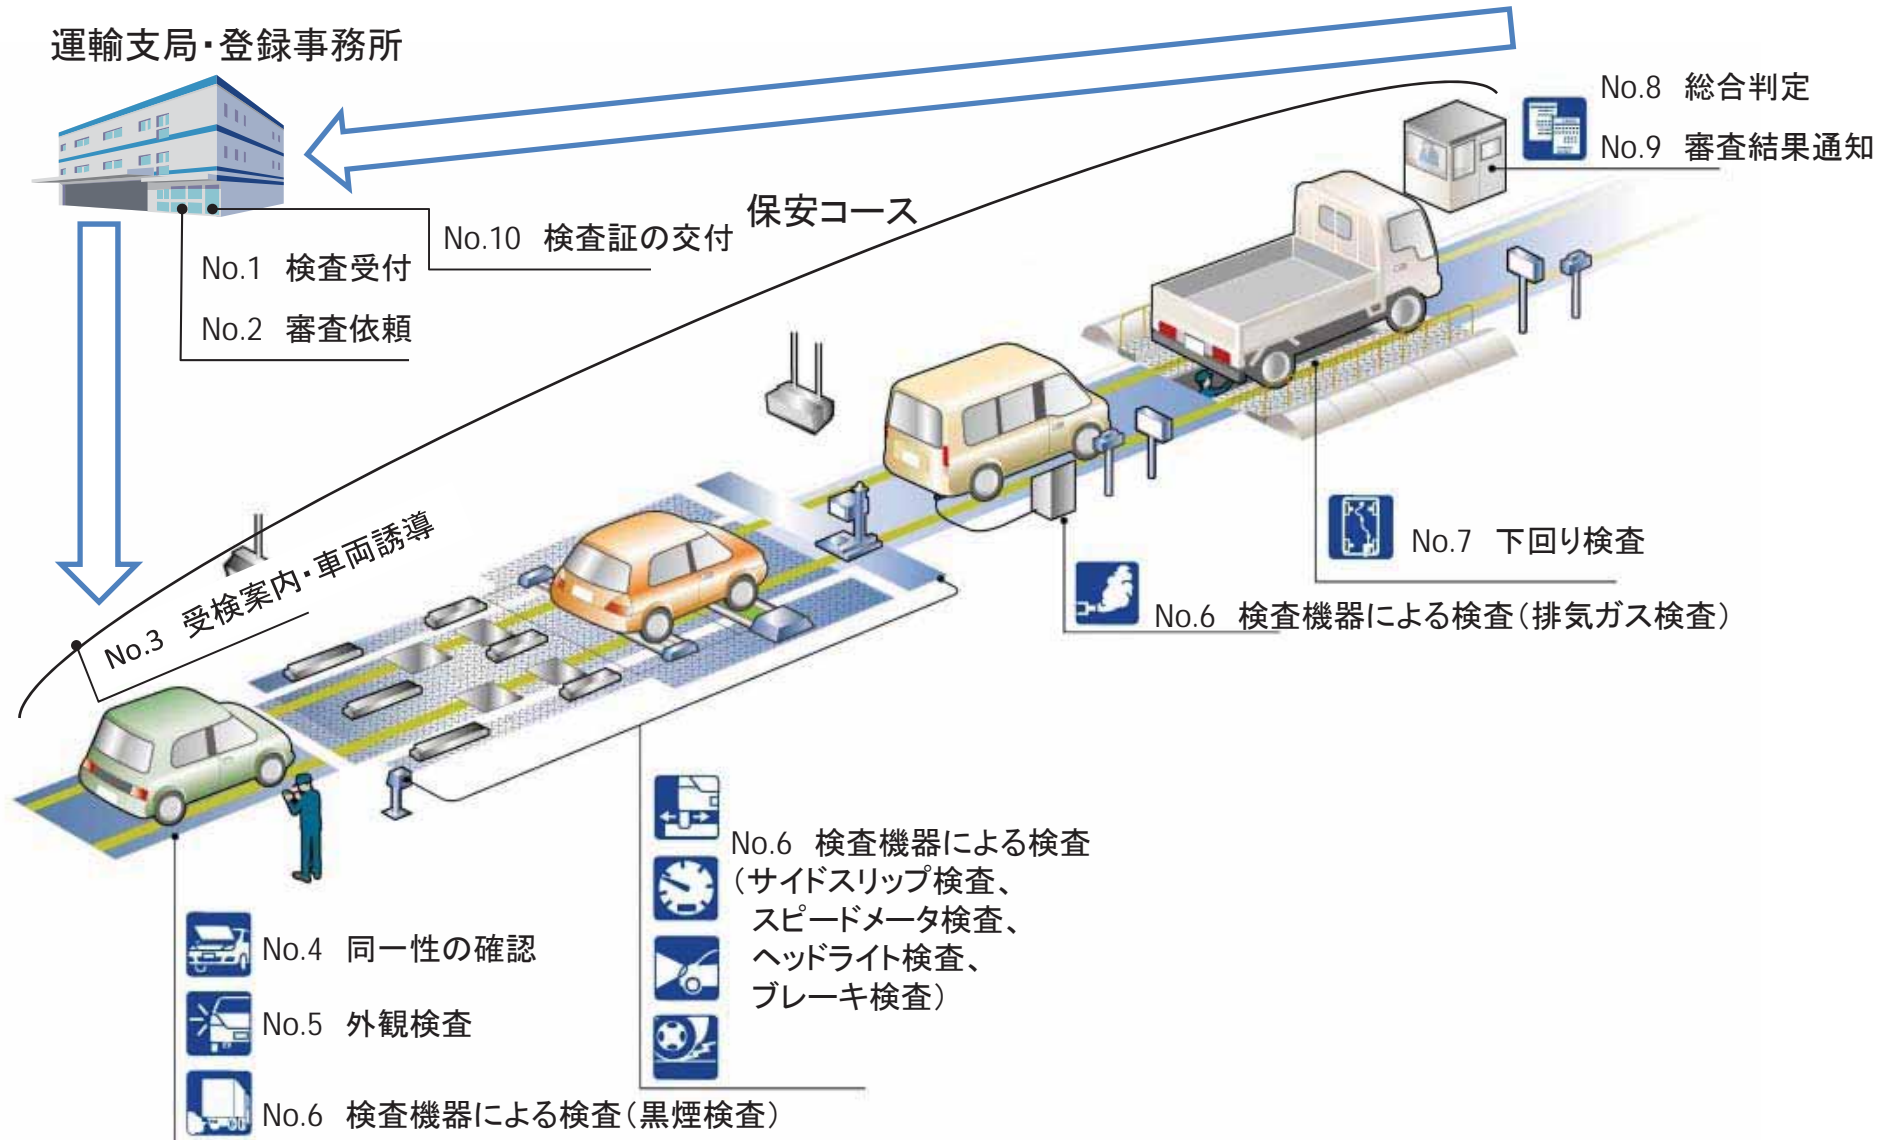 運輸支局・登録事務所
No.1 検査受付
No.2 審査依頼
No.10 検査証の交付
保安コース
No.3 受検案内・車両誘導
No.4 同一性の確認
No.5 外観検査
No.6 検査機器による検査（黒煙検査）
No.6 検査機器による検査
（サイドスリップ検査、
スピードメータ検査、
ヘッドライト検査、
ブレーキ検査）
No.6 検査機器による検査（排気ガス検査）
No.7 下回り検査
No.8 総合判定
No.9 審査結果通知